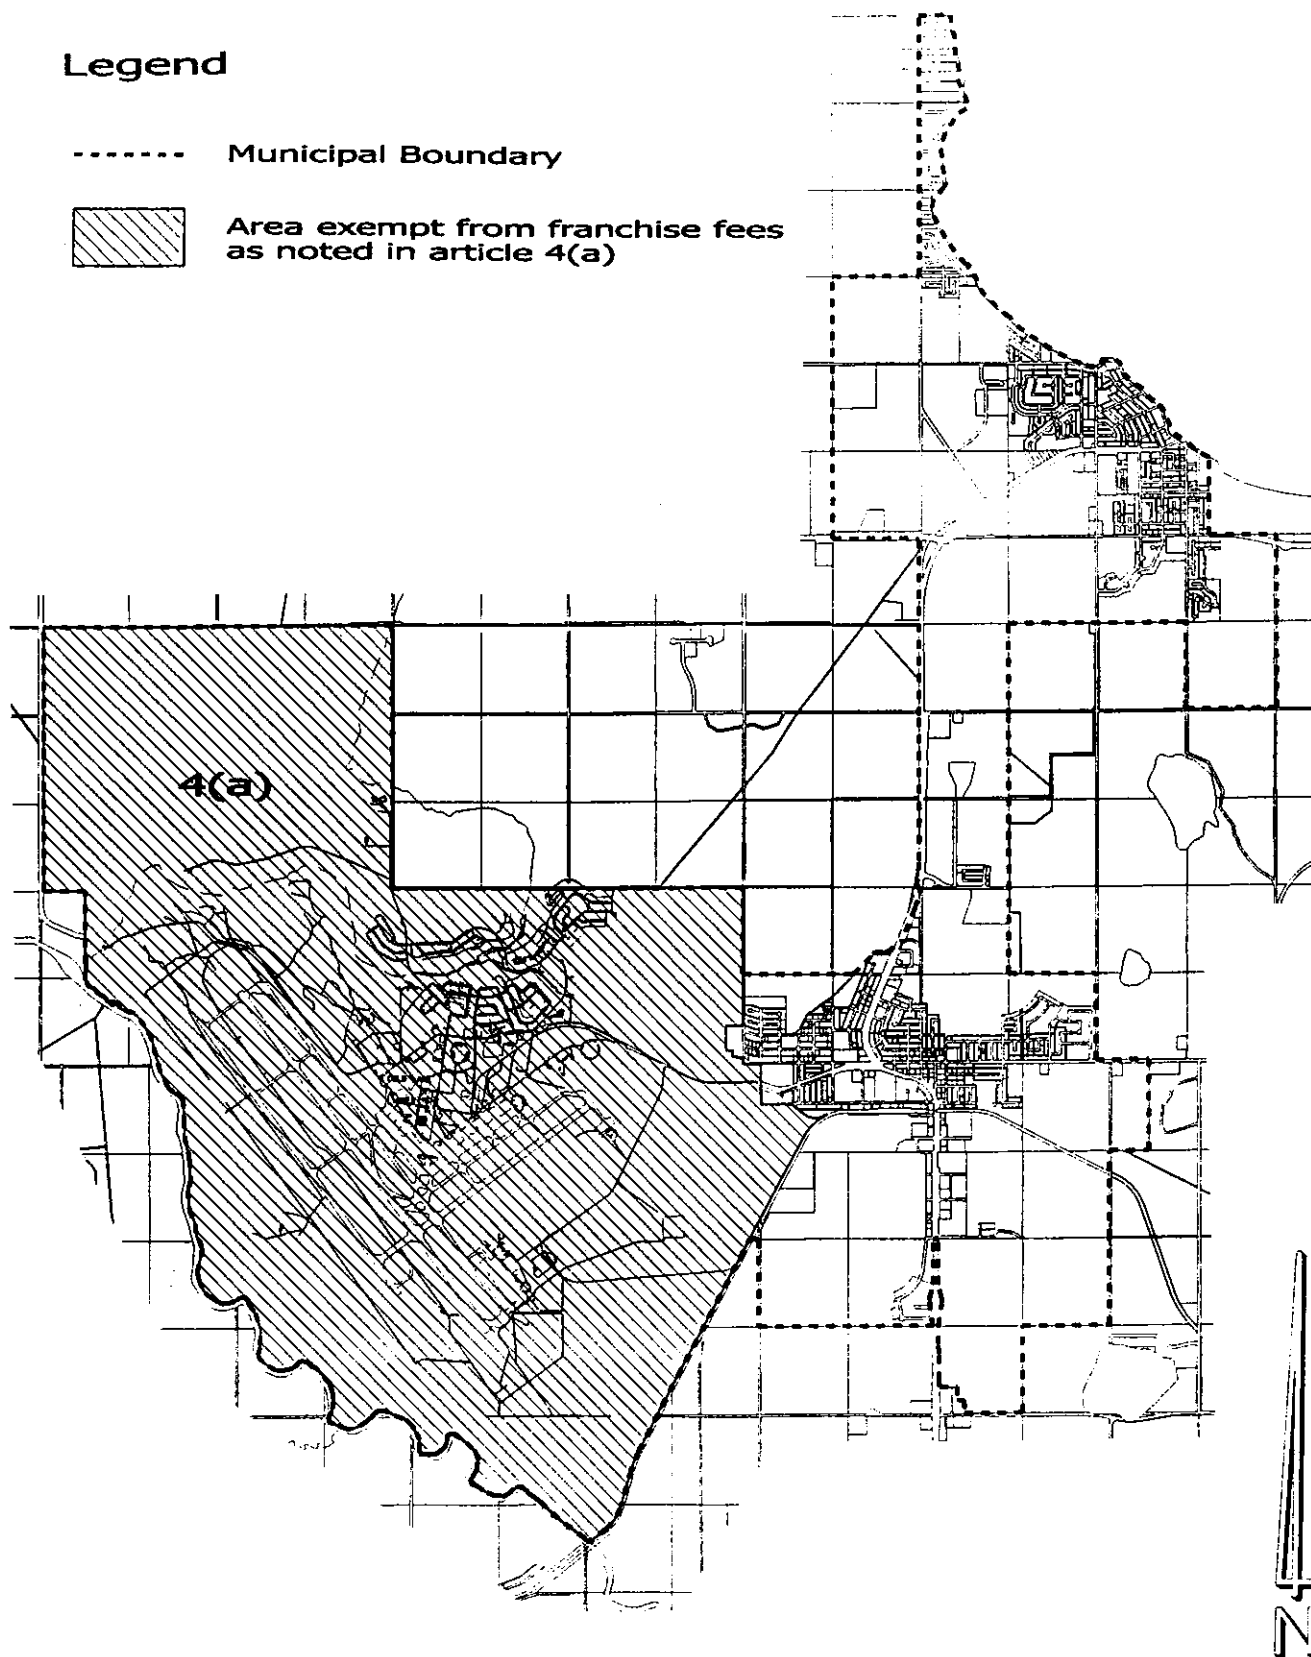 Legend
Municipal Boundary
Area exempt from franchise fees
as noted in article 4(a)
4(a)
N